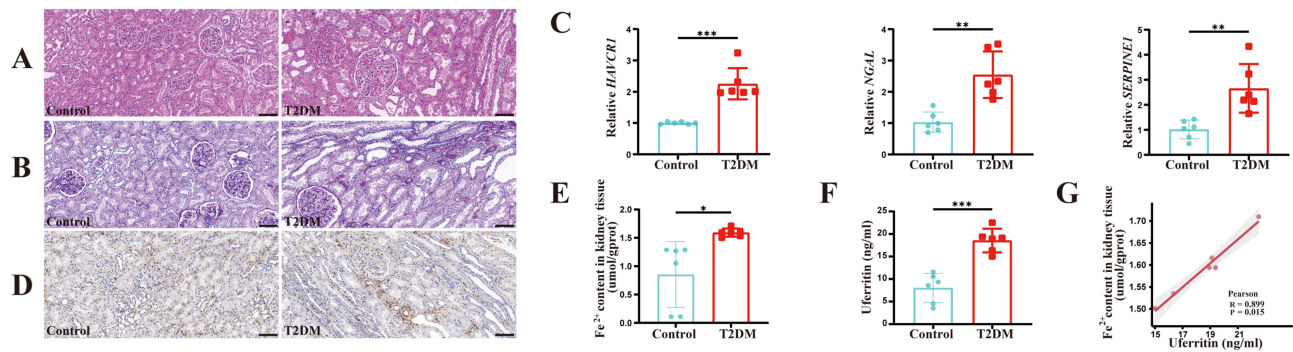 A
Control
T2DM
B
Control
T2DM
D
Control
T2DM
C
Relative HAVCR1
4
3
2
1
0
***
Control
T2DM
Relative NGAL
4
3
2
1
0
**
Control
T2DM
Relative SERPINE1
5
4
3
2
1
0
**
Control
T2DM
E
Fe2+ content in kidney tissue
(umol/gprot)
2.0
1.5
1.0
0.5
0.0
*
Control
T2DM
F
Uferritin (ng/ml)
25
20
15
10
5
0
***
Control
T2DM
G
Fe2+ content in kidney tissue
(umol/gprot)
1.70
1.65
1.60
1.55
1.50
Pearson
R = 0.899
P = 0.015
15
17
19
21
Uferritin (ng/ml)